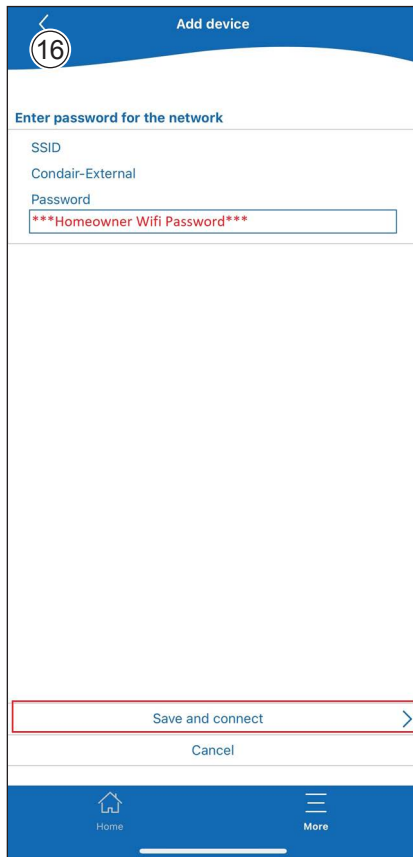 Add device
16
Enter password for the network
SSID
Condair-External
Password
***Homeowner Wifi Password***
Save and connect
Cancel
Home
More